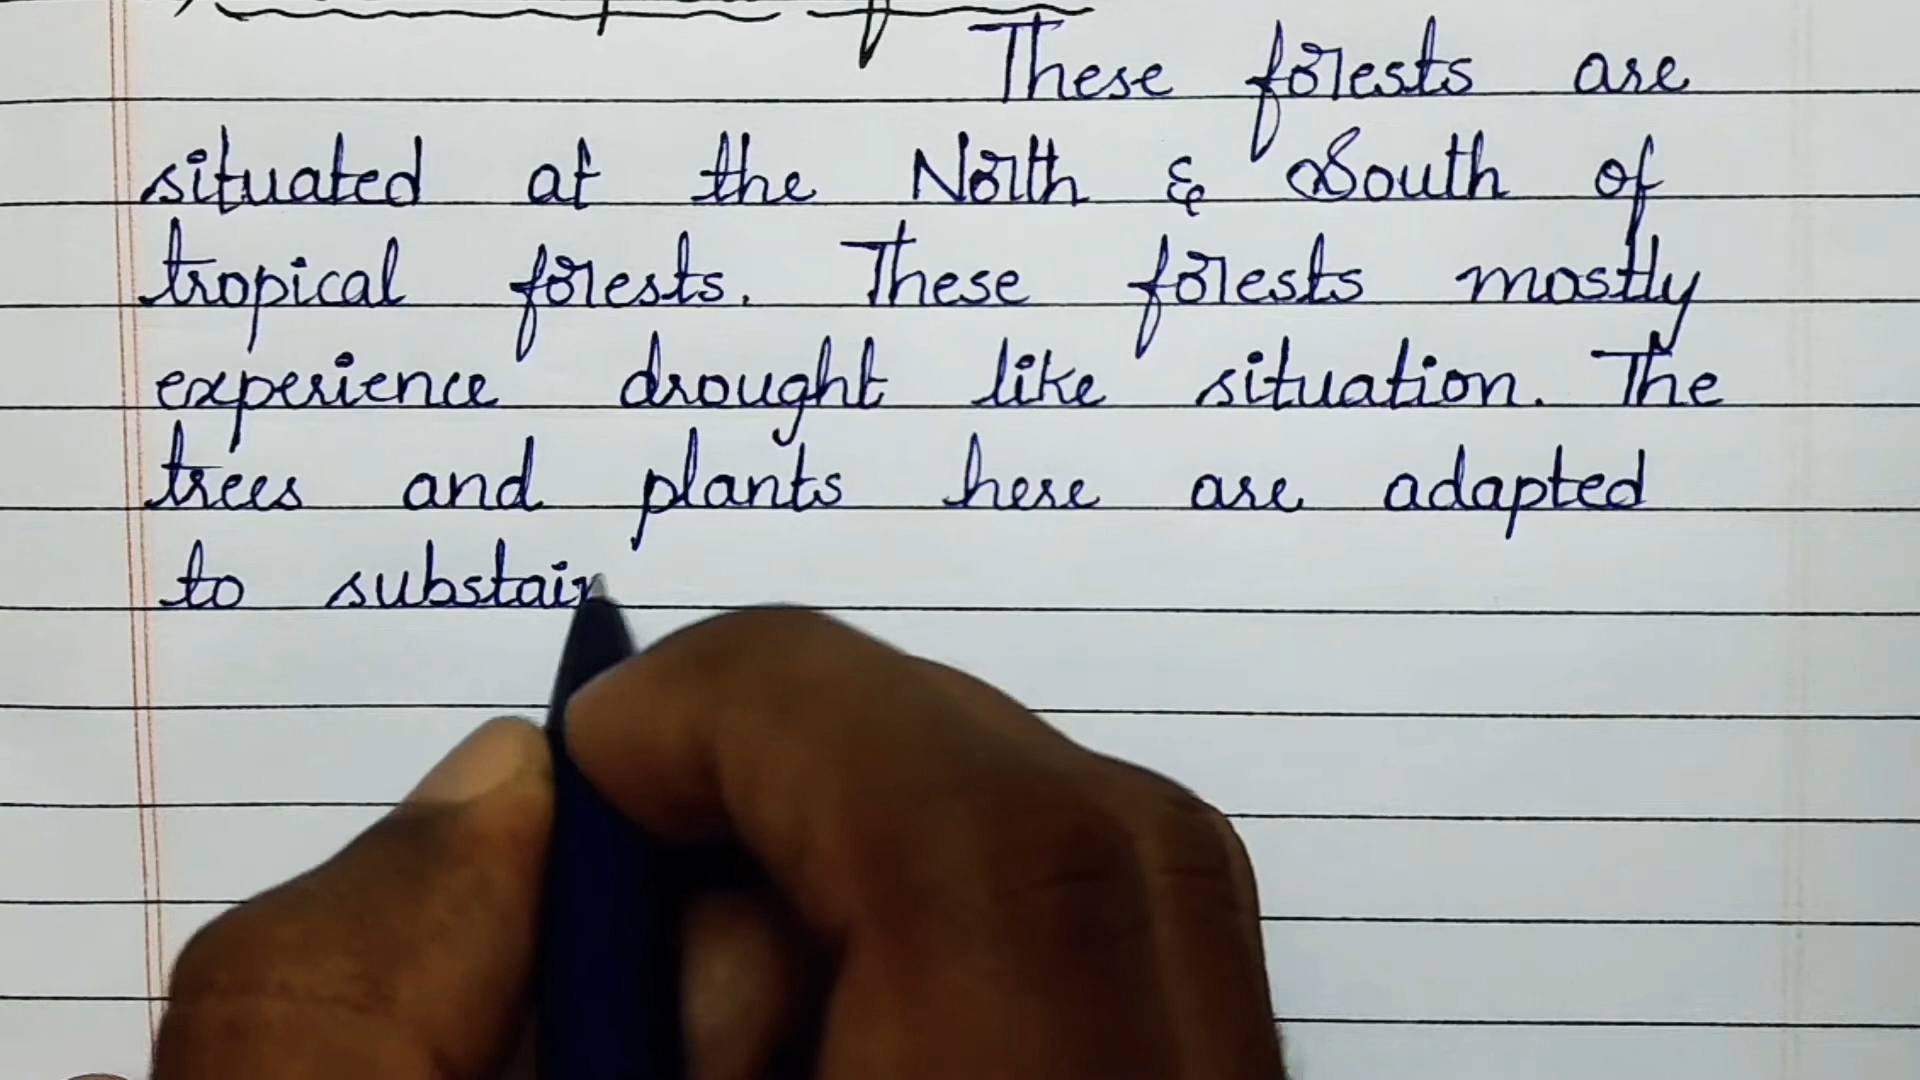 These forests are
situated at the North & South of
tropical forests. These forests mostly
experience drought like situation. The
trees and plants here are adapted
to substain